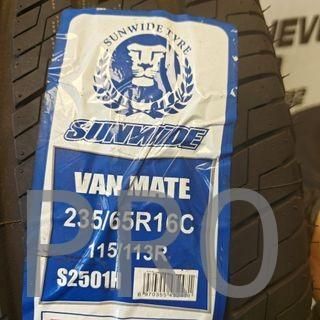 SUNWIDE TYRE
SUNWIDE
VAN MATE
235/65R16C
115/113R
S2501H
PRO